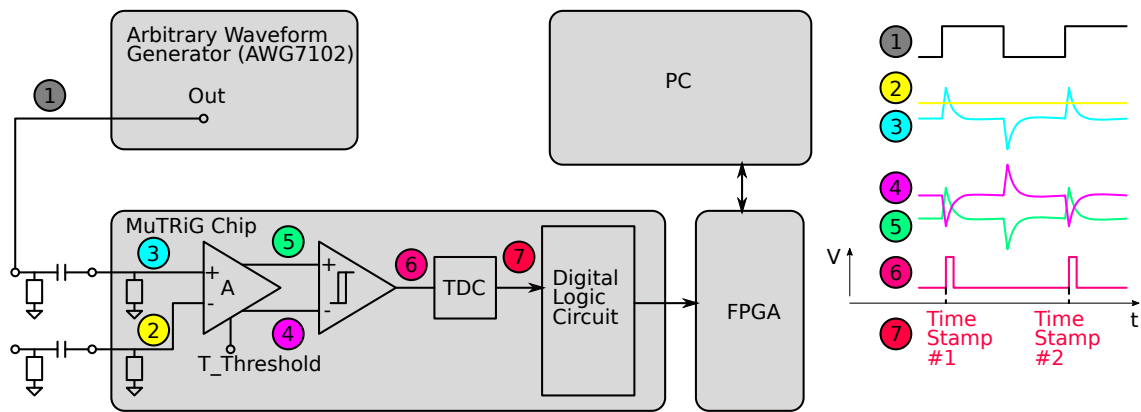 Arbitrary Waveform
Generator (AWG7102)
Out
1
PC
MuTRiG Chip
3
5
+
A
-
+
-
6
7
TDC
Digital
Logic
Circuit
FPGA
2
4
T_Threshold
1
2
3
4
5
V
6
t
7
Time
Stamp
#1
Time
Stamp
#2